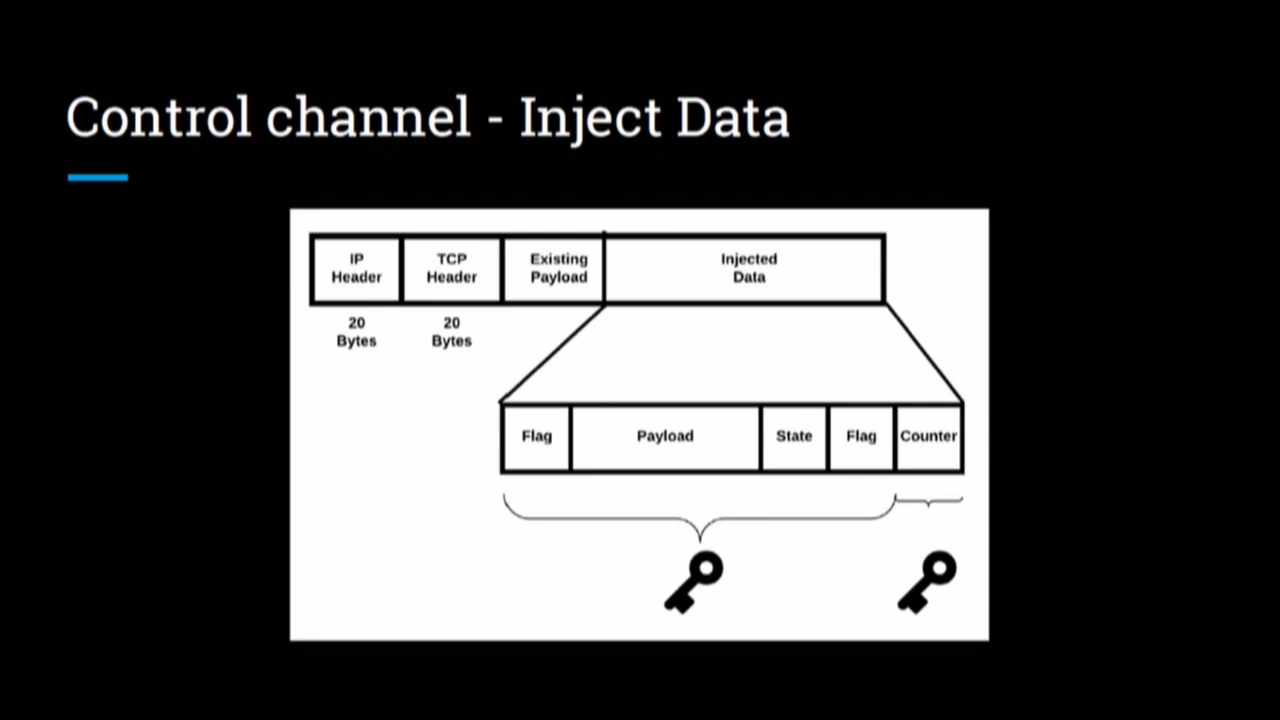 Control channel - Inject Data
IP
Header
TCP
Header
Existing
Payload
Injected
Data
20
Bytes
20
Bytes
Flag
Payload
State
Flag
Counter